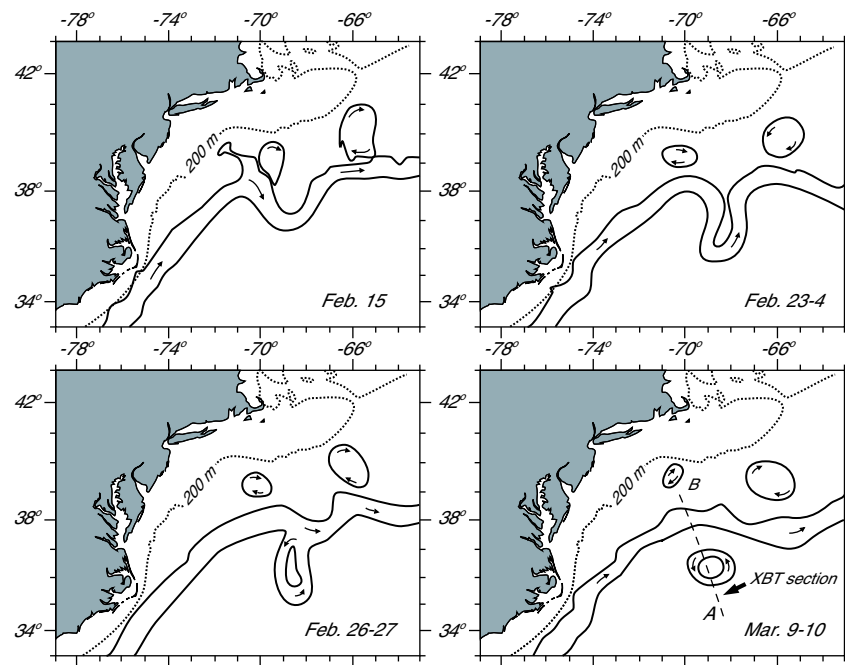 -78° -74° -70° -66° -78° -74° -70° -66°
42° 42°
200 m 200 m
38° 38°
34° 34°
Feb. 15 Feb. 23-4
-78° -74° -70° -66° -78° -74° -70° -66°
42° 42°
200 m 200 m B
38° 38°
XBT section
A
34° 34°
Feb. 26-27 Mar. 9-10